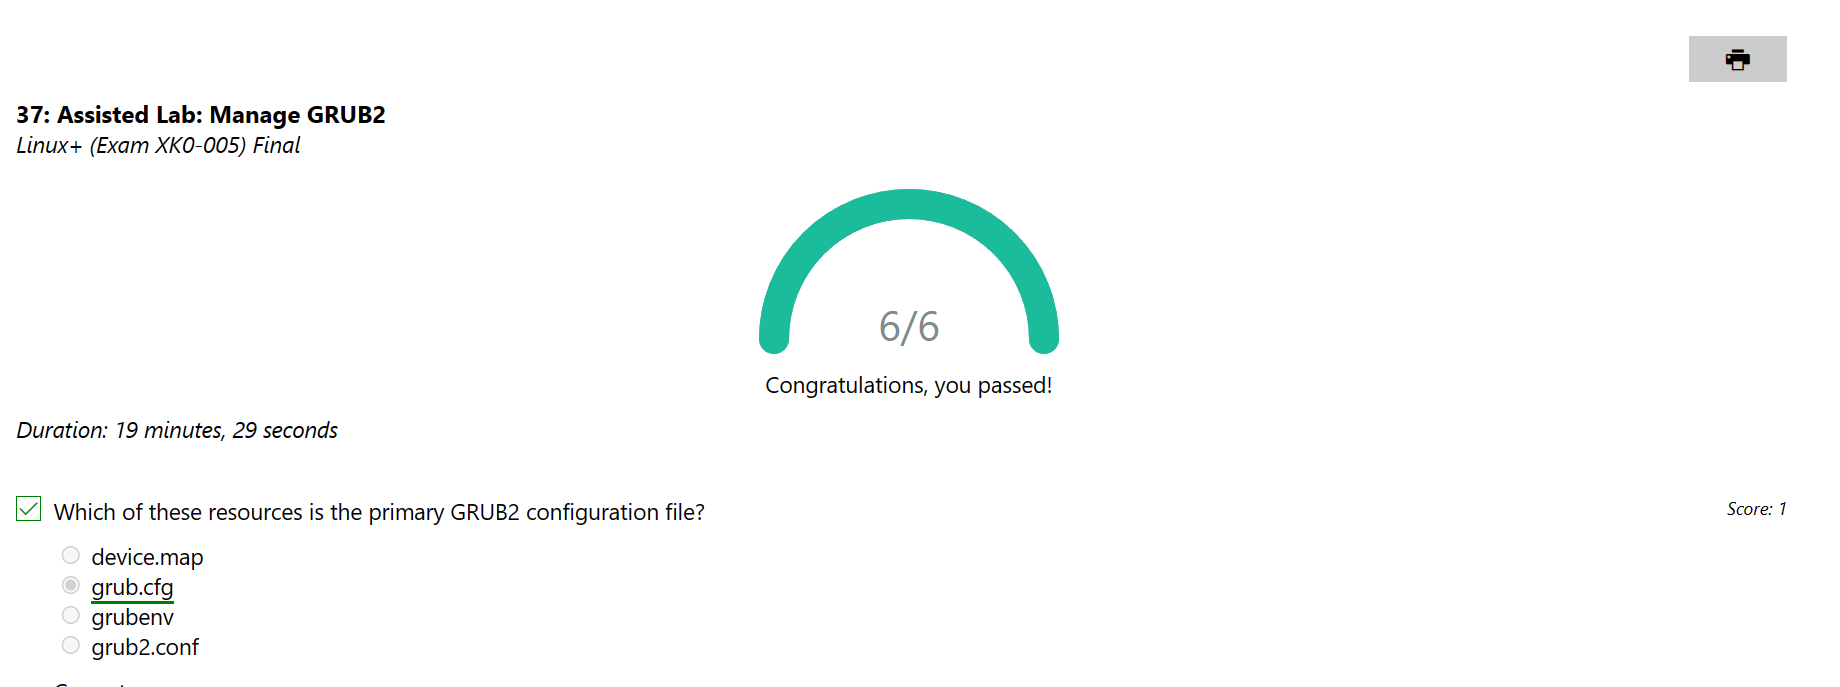 37: Assisted Lab: Manage GRUB2
Linux+ (Exam XK0-005) Final
6/6
Congratulations, you passed!
Duration: 19 minutes, 29 seconds
Which of these resources is the primary GRUB2 configuration file?
Score: 1
device.map
grub.cfg
grubenv
grub2.conf